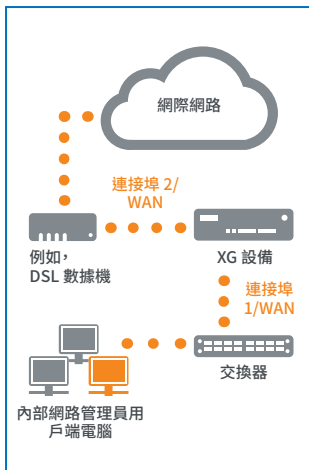 網際網路
連接埠 2/
WAN
例如，
DSL 數據機
XG 設備
連接埠
1/WAN
交換器
內部網路管理員用
戶端電腦